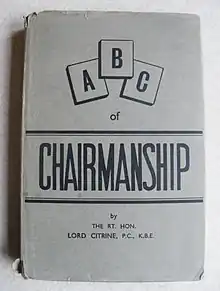 A B C
of
CHAIRMANSHIP
by
THE RT. HON.
LORD CITRINE, P.C., K.B.E.